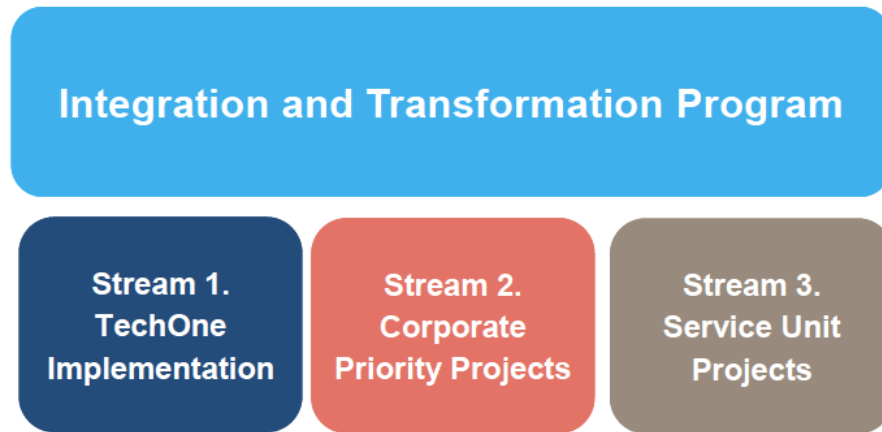 Integration and Transformation Program
Stream 1.
TechOne
Implementation
Stream 2.
Corporate
Priority Projects
Stream 3.
Service Unit
Projects